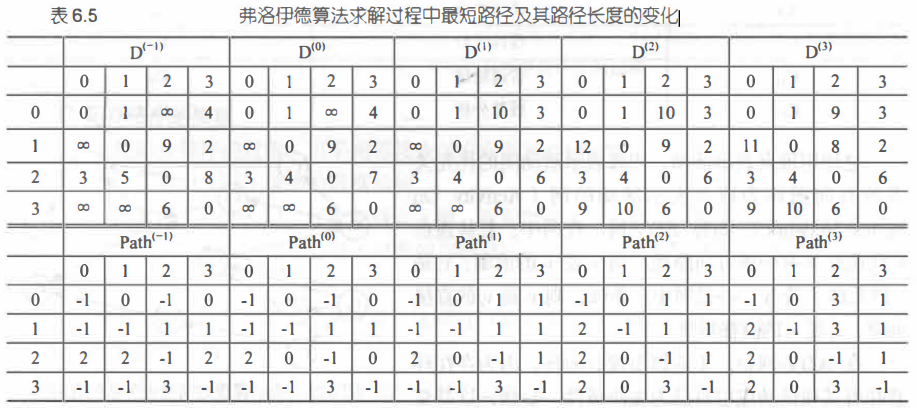 表 6.5 弗洛伊德算法求解过程中最短路径及其路径长度的变化
D(-1) D(0) D(1) D(2) D(3)
0 1 2 3 0 1 2 3 0 1 2 3 0 1 2 3 0 1 2 3
0 0 1 ∞ 4 0 1 ∞ 4 0 1 10 3 0 1 10 3 0 1 9 3
1 ∞ 0 9 2 ∞ 0 9 2 ∞ 0 9 2 12 0 9 2 11 0 8 2
2 3 5 0 8 3 4 0 7 3 4 0 6 3 4 0 6 3 4 0 6
3 ∞ ∞ 6 0 ∞ ∞ 6 0 ∞ ∞ 6 0 9 10 6 0 9 10 6 0
Path(-1) Path(0) Path(1) Path(2) Path(3)
0 1 2 3 0 1 2 3 0 1 2 3 0 1 2 3 0 1 2 3
0 -1 0 -1 0 -1 0 -1 0 -1 0 1 1 -1 0 1 1 -1 0 3 1
1 -1 -1 1 1 -1 -1 1 1 -1 -1 1 1 2 -1 1 1 2 -1 3 1
2 2 2 -1 2 2 0 -1 0 2 0 -1 1 2 0 -1 1 2 0 -1 1
3 -1 -1 3 -1 -1 -1 3 -1 -1 -1 3 -1 2 0 3 -1 2 0 3 -1